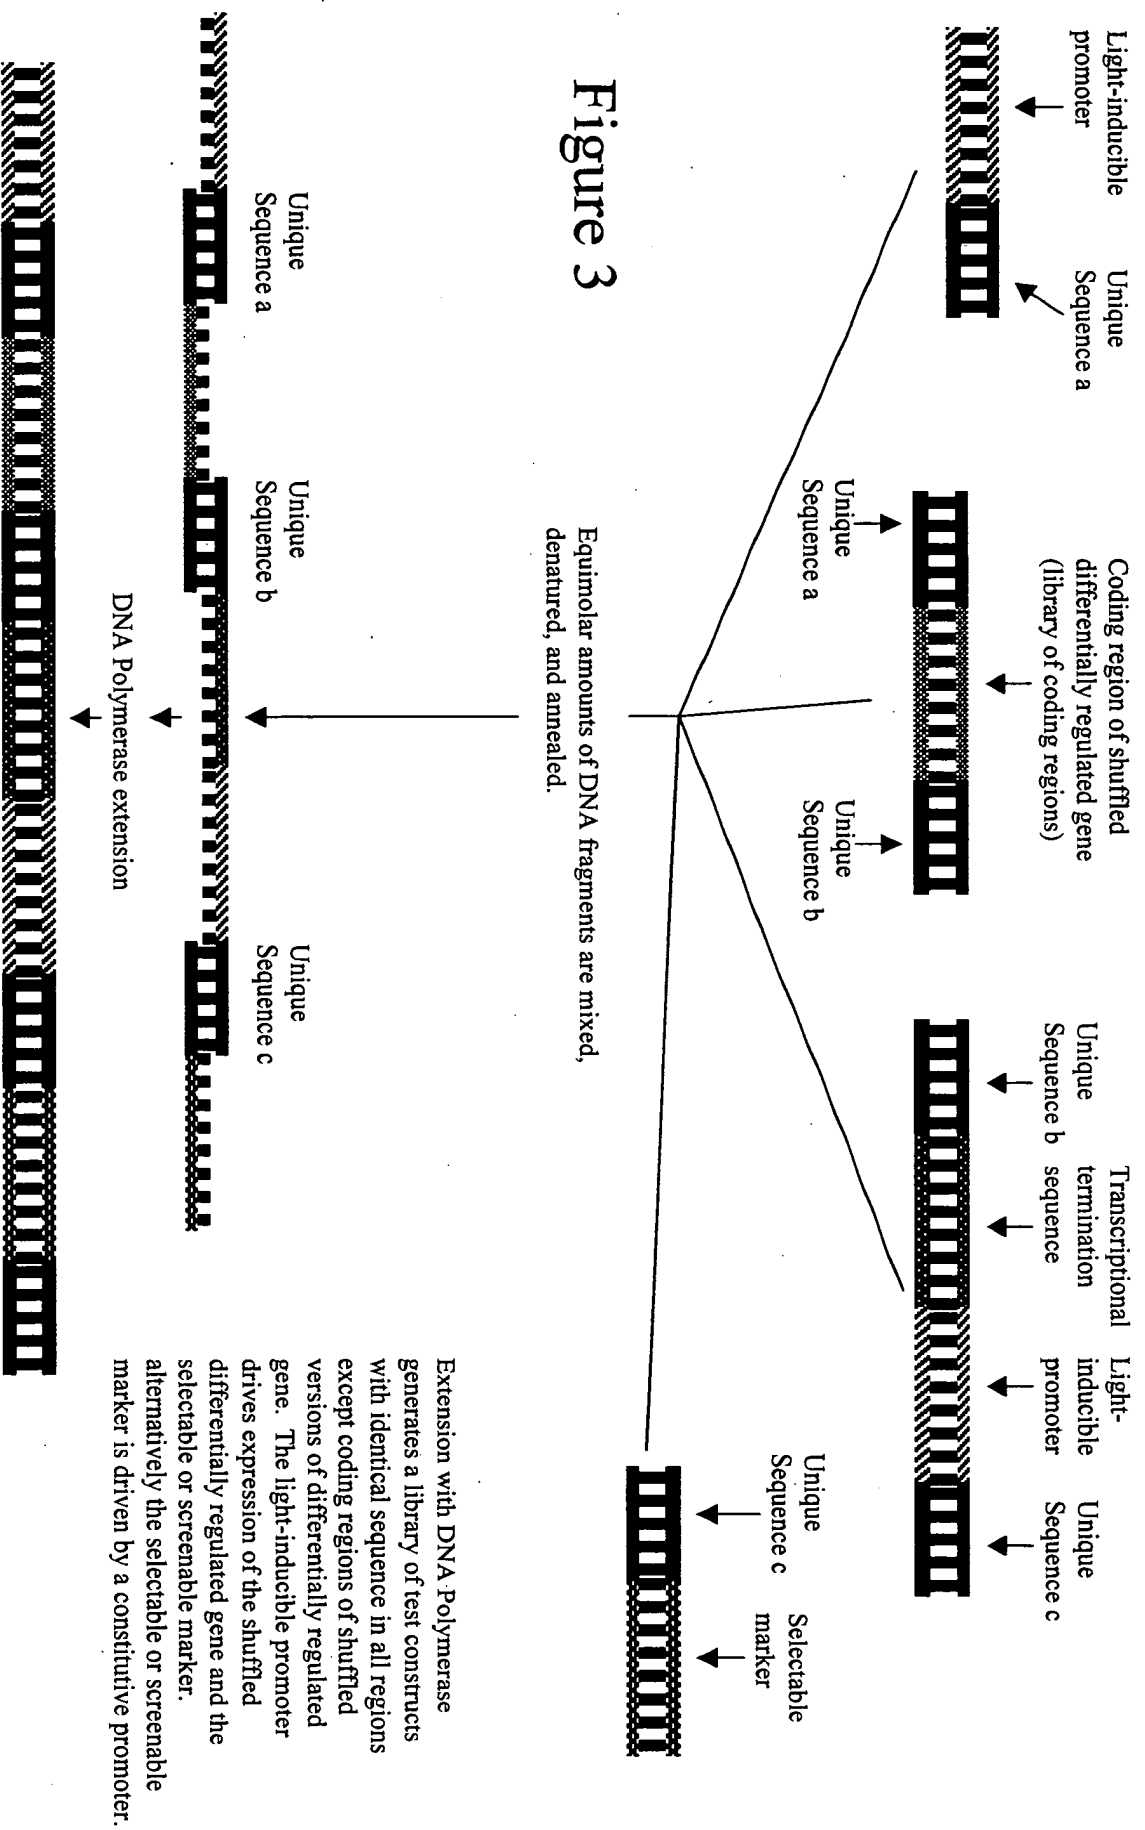 Light-inducible
promoter
Unique
Sequence a
Coding region of shuffled
differentially regulated gene
(library of coding regions)
Unique
Sequence a
Unique
Sequence b
Unique
Sequence b
Transcriptional
termination
sequence
Light-
inducible
promoter
Unique
Sequence c
Unique
Sequence c
Selectable
marker
Figure 3
Equimolar amounts of DNA fragments are mixed,
denatured, and annealed.
Unique
Sequence a
Unique
Sequence b
Unique
Sequence c
DNA Polymerase extension
Extension with DNA Polymerase
generates a library of test constructs
with identical sequence in all regions
except coding regions of shuffled
versions of differentially regulated
gene. The light-inducible promoter
drives expression of the shuffled
differentially regulated gene and the
selectable or screenable marker.
alternatively the selectable or screenable
marker is driven by a constitutive promoter.